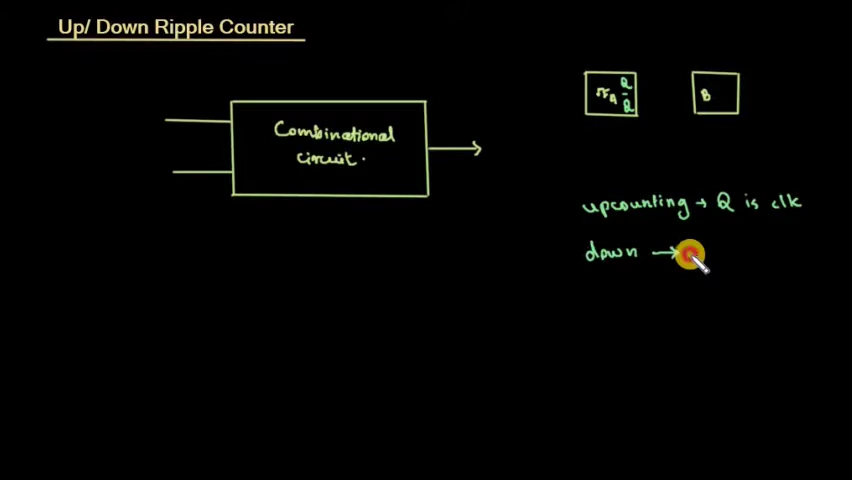 Up/ Down Ripple Counter
Combinational
circuit.
Q
A
Q̅
B
upcounting → Q is clk
down →